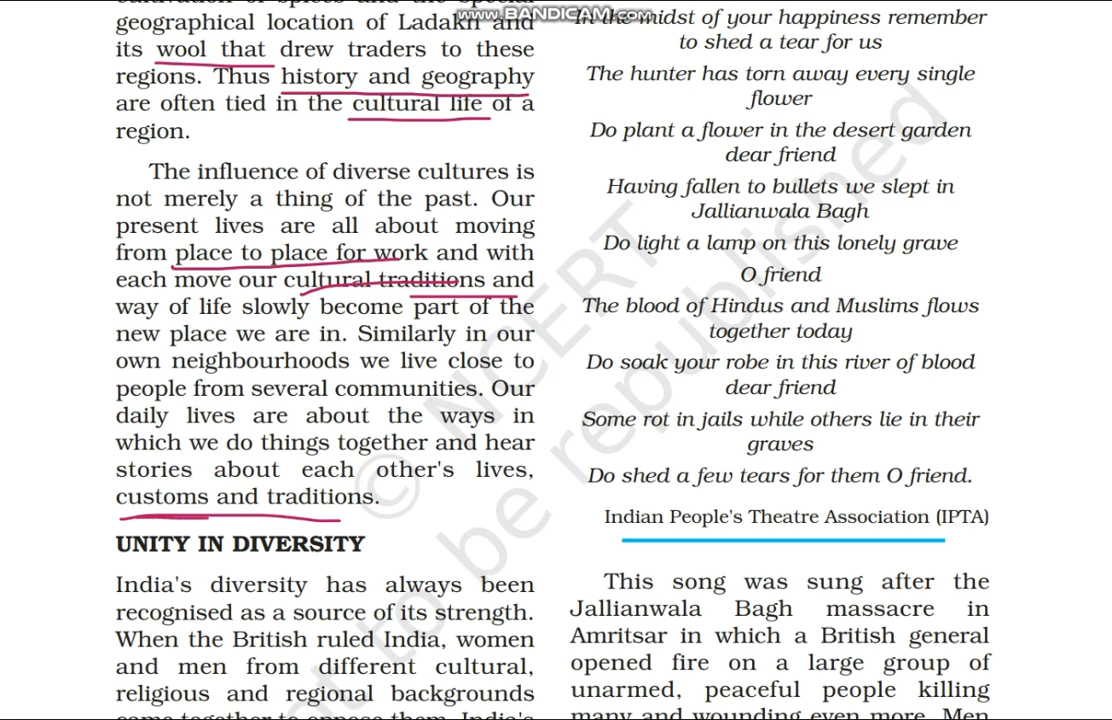 cultivation of spices and the special
geographical location of Ladakh and
its wool that drew traders to these
regions. Thus history and geography
are often tied in the cultural life of a
region.
The influence of diverse cultures is
not merely a thing of the past. Our
present lives are all about moving
from place to place for work and with
each move our cultural traditions and
way of life slowly become part of the
new place we are in. Similarly in our
own neighbourhoods we live close to
people from several communities. Our
daily lives are about the ways in
which we do things together and hear
stories about each other's lives,
customs and traditions.
UNITY IN DIVERSITY
India's diversity has always been
recognised as a source of its strength.
When the British ruled India, women
and men from different cultural,
religious and regional backgrounds
came together to oppose them. India's
www.BANDICAM.com
In the midst of your happiness remember
to shed a tear for us
The hunter has torn away every single
flower
Do plant a flower in the desert garden
dear friend
Having fallen to bullets we slept in
Jallianwala Bagh
Do light a lamp on this lonely grave
O friend
The blood of Hindus and Muslims flows
together today
Do soak your robe in this river of blood
dear friend
Some rot in jails while others lie in their
graves
Do shed a few tears for them O friend.
Indian People's Theatre Association (IPTA)
This song was sung after the
Jallianwala Bagh massacre in
Amritsar in which a British general
opened fire on a large group of
unarmed, peaceful people killing
many and wounding even more. Men
© NCERT
not to be republished